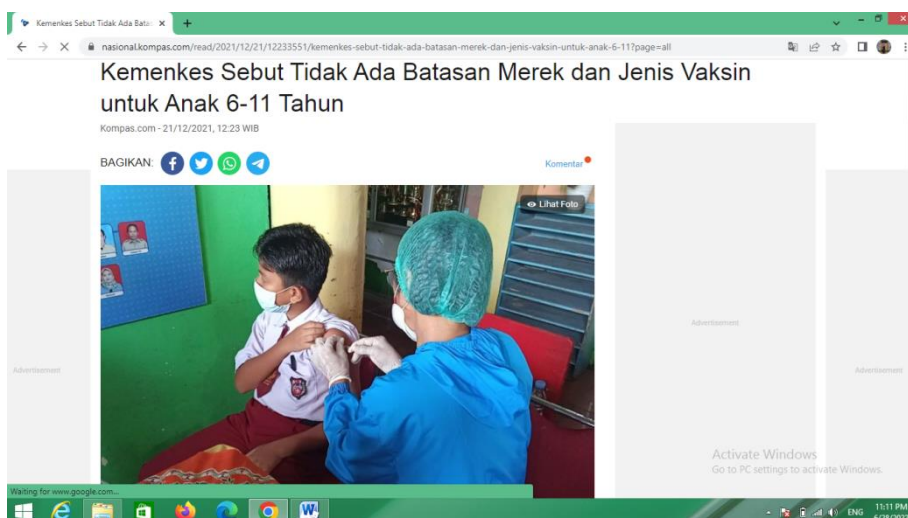 Kemenkes Sebut Tidak Ada Bata
nasional.kompas.com/read/2021/12/21/12233551/kemenkes-sebut-tidak-ada-batasan-merek-dan-jenis-vaksin-untuk-anak-6-11?page=all
Kemenkes Sebut Tidak Ada Batasan Merek dan Jenis Vaksin
untuk Anak 6-11 Tahun
Kompas.com - 21/12/2021, 12:23 WIB
BAGIKAN:
Komentar
Lihat Foto
Advertisement
Advertisement
Advertisement
Activate Windows
Go to PC settings to activate Windows.
Waiting for www.google.com...
ENG
11:11 PM